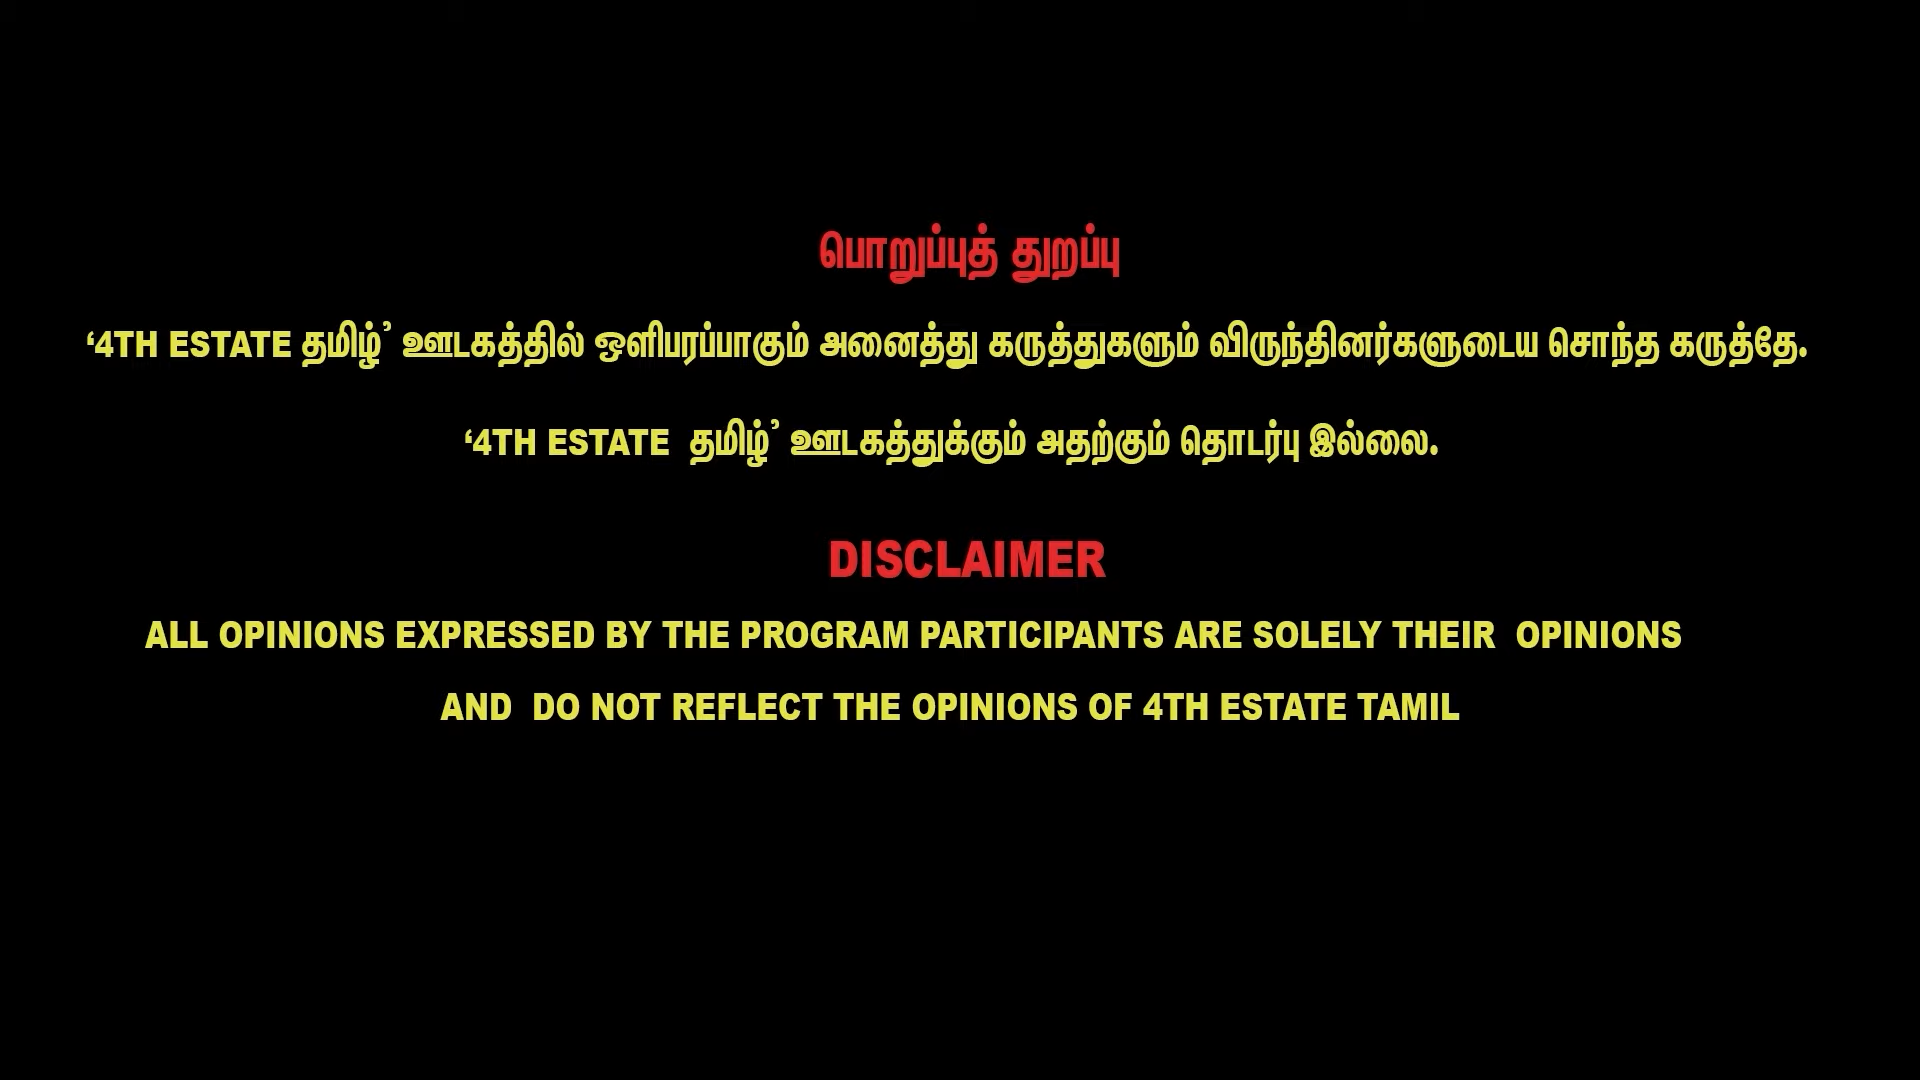 பொறுப்புத் துறப்பு
‘4TH ESTATE தமிழ்’ ஊடகத்தில் ஒளிபரப்பாகும் அனைத்து கருத்துகளும் விருந்தினர்களுடைய சொந்த கருத்தே.
‘4TH ESTATE தமிழ்’ ஊடகத்துக்கும் அதற்கும் தொடர்பு இல்லை.
DISCLAIMER
ALL OPINIONS EXPRESSED BY THE PROGRAM PARTICIPANTS ARE SOLELY THEIR OPINIONS
AND DO NOT REFLECT THE OPINIONS OF 4TH ESTATE TAMIL